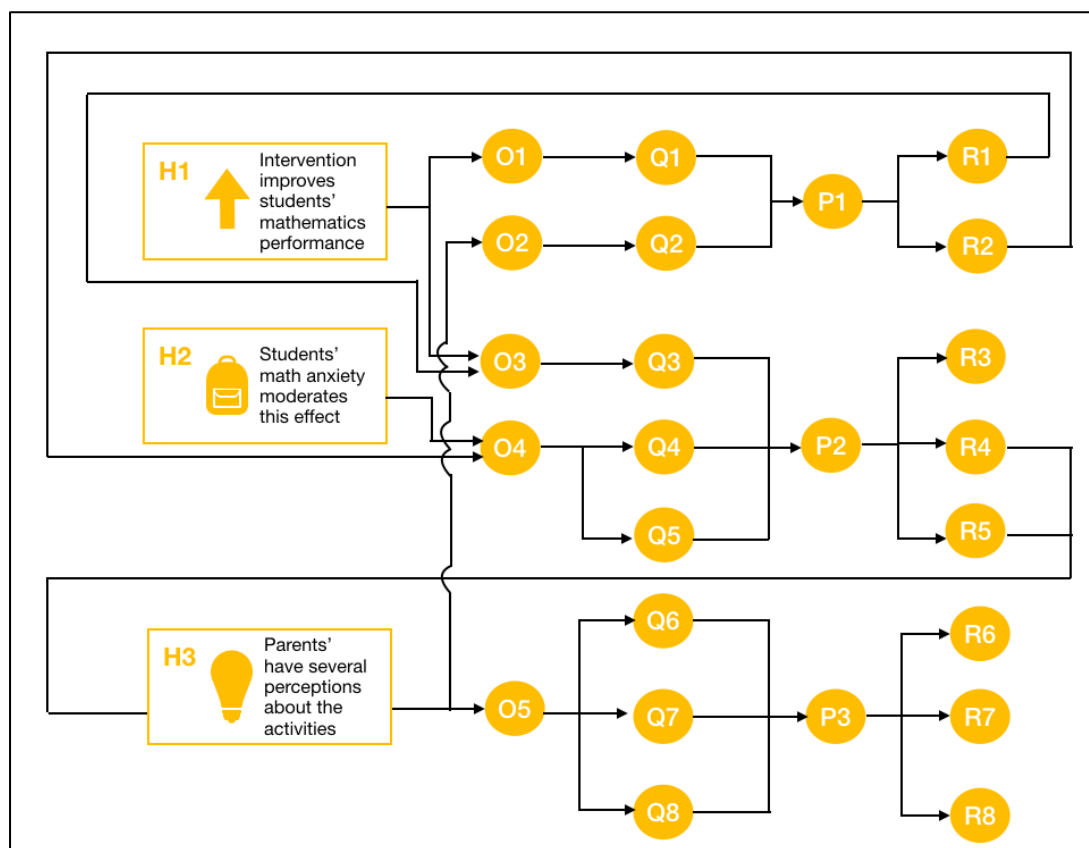 H1
Intervention
improves
students'
mathematics
performance
O1
Q1
P1
R1
O2
Q2
R2
H2
Students'
math anxiety
moderates
this effect
O3
Q3
R3
O4
Q4
P2
R4
Q5
R5
H3
Parents'
have several
perceptions
about the
activities
O5
Q6
Q7
Q8
P3
R6
R7
R8